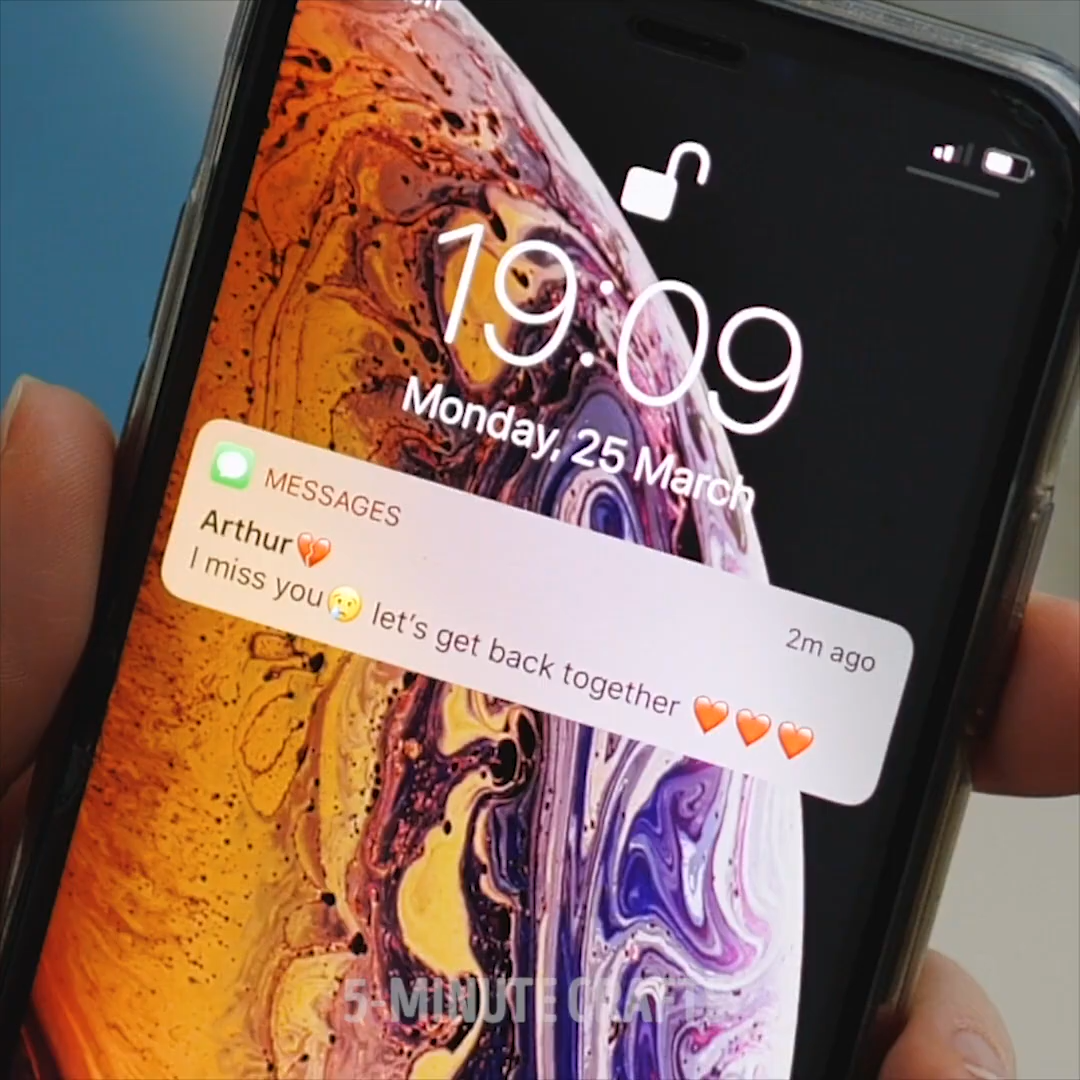 19:09
Monday, 25 March
MESSAGES
Arthur💔
2m ago
I miss you😢 let's get back together ❤️❤️❤️
5-MINUTE CRAFTS